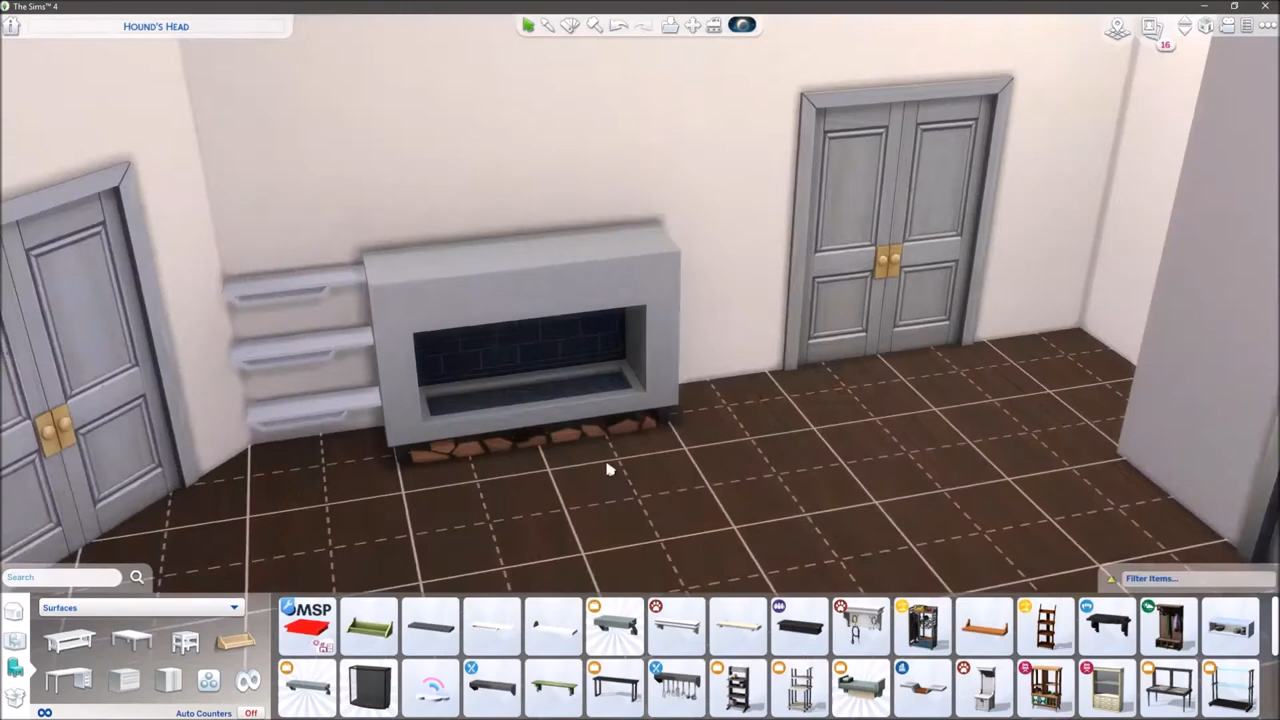 The Sims™ 4
HOUND'S HEAD
16
Search
Filter Items...
Surfaces
MSP
Auto Counters
Off